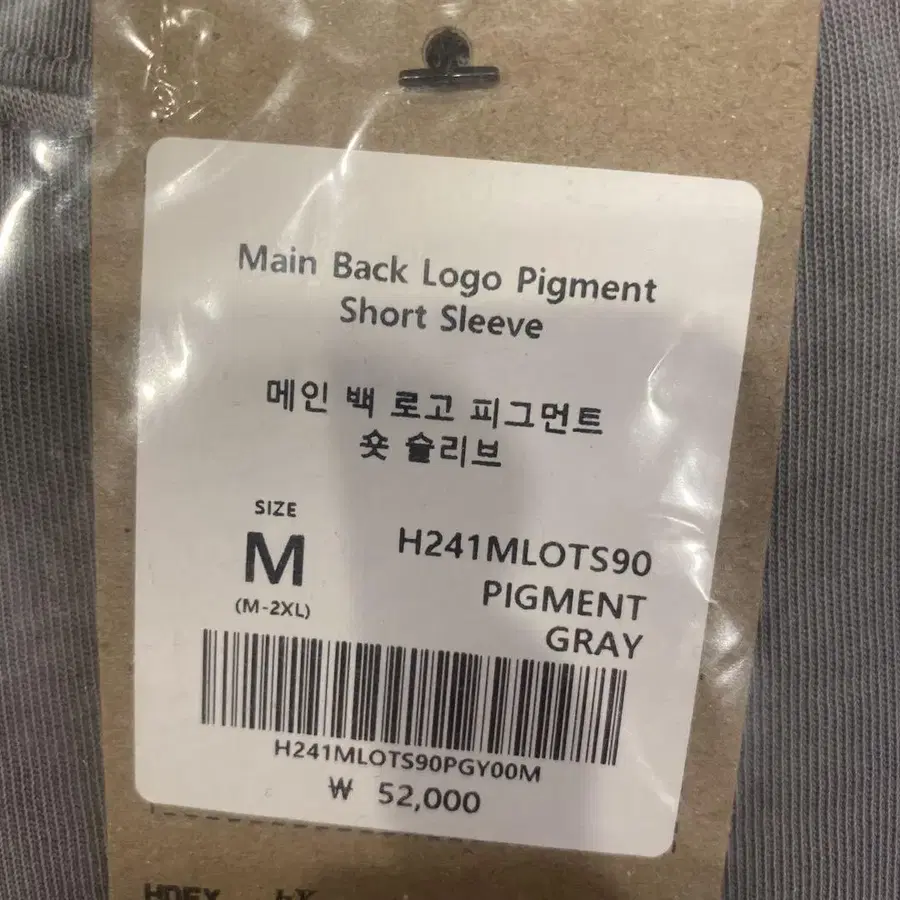 Main Back Logo Pigment
Short Sleeve
메인 백 로고 피그먼트
숏 슬리브
SIZE
M
(M-2XL)
H241MLOTS90
PIGMENT
GRAY
H241MLOTS90PGY00M
₩ 52,000
HDEX